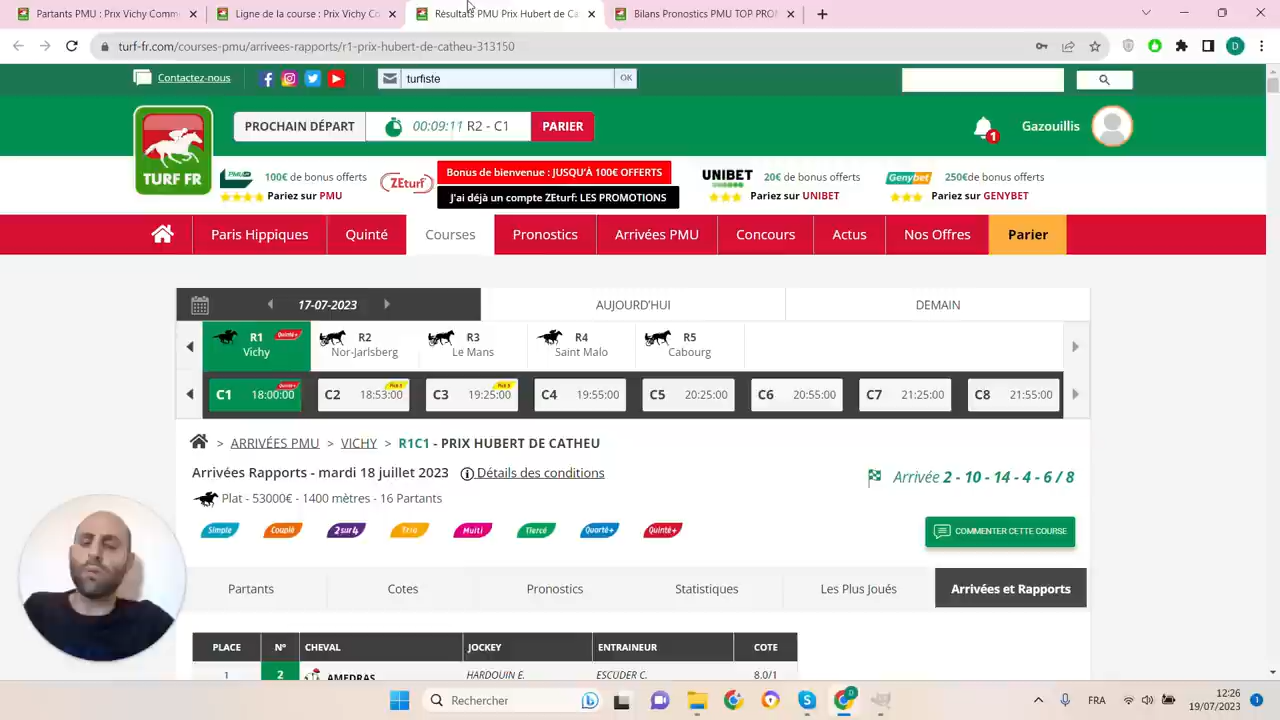 Partants PMU : Prix Vichy Comm
Ligne de la course : Prix Vichy Co
Résultats PMU Prix Hubert de Ca
Bilans Pronostics PMU TOP PRON
turf-fr.com/courses-pmu/arrivees-rapports/r1-prix-hubert-de-catheu-313150
D
Contactez-nous
turfiste
OK
TURF FR
PROCHAIN DÉPART
00:09:11 R2 - C1
PARIER
1
Gazouillis
PMU
100€ de bonus offerts
Pariez sur PMU
ZEturf
Bonus de bienvenue : JUSQU'À 100€ OFFERTS
J'ai déjà un compte ZEturf: LES PROMOTIONS
UNIBET
20€ de bonus offerts
Pariez sur UNIBET
Genybet
250€de bonus offerts
Pariez sur GENYBET
Paris Hippiques
Quinté
Courses
Pronostics
Arrivées PMU
Concours
Actus
Nos Offres
Parier
17-07-2023
AUJOURD'HUI
DEMAIN
R1 Quinté+
Vichy
R2
Nor-Jarlsberg
R3
Le Mans
R4
Saint Malo
R5
Cabourg
C1 18:00:00 Quinté+
C2 18:53:00 Pick 5
C3 19:25:00 Pick 5
C4 19:55:00
C5 20:25:00
C6 20:55:00
C7 21:25:00
C8 21:55:00
> ARRIVÉES PMU > VICHY > R1C1 - PRIX HUBERT DE CATHEU
Arrivées Rapports - mardi 18 juillet 2023
Détails des conditions
Arrivée 2 - 10 - 14 - 4 - 6 / 8
Plat - 53000€ - 1400 mètres - 16 Partants
Simple
Couplé
2sur4
Trio
Multi
Tiercé
Quarté+
Quinté+
COMMENTER CETTE COURSE
Partants
Cotes
Pronostics
Statistiques
Les Plus Joués
Arrivées et Rapports
PLACE N° CHEVAL JOCKEY ENTRAINEUR COTE
1 2 AMEDRAS HARDOUIN E. ESCUDER C. 8.0/1
Rechercher
D
FRA
12:26
19/07/2023
1